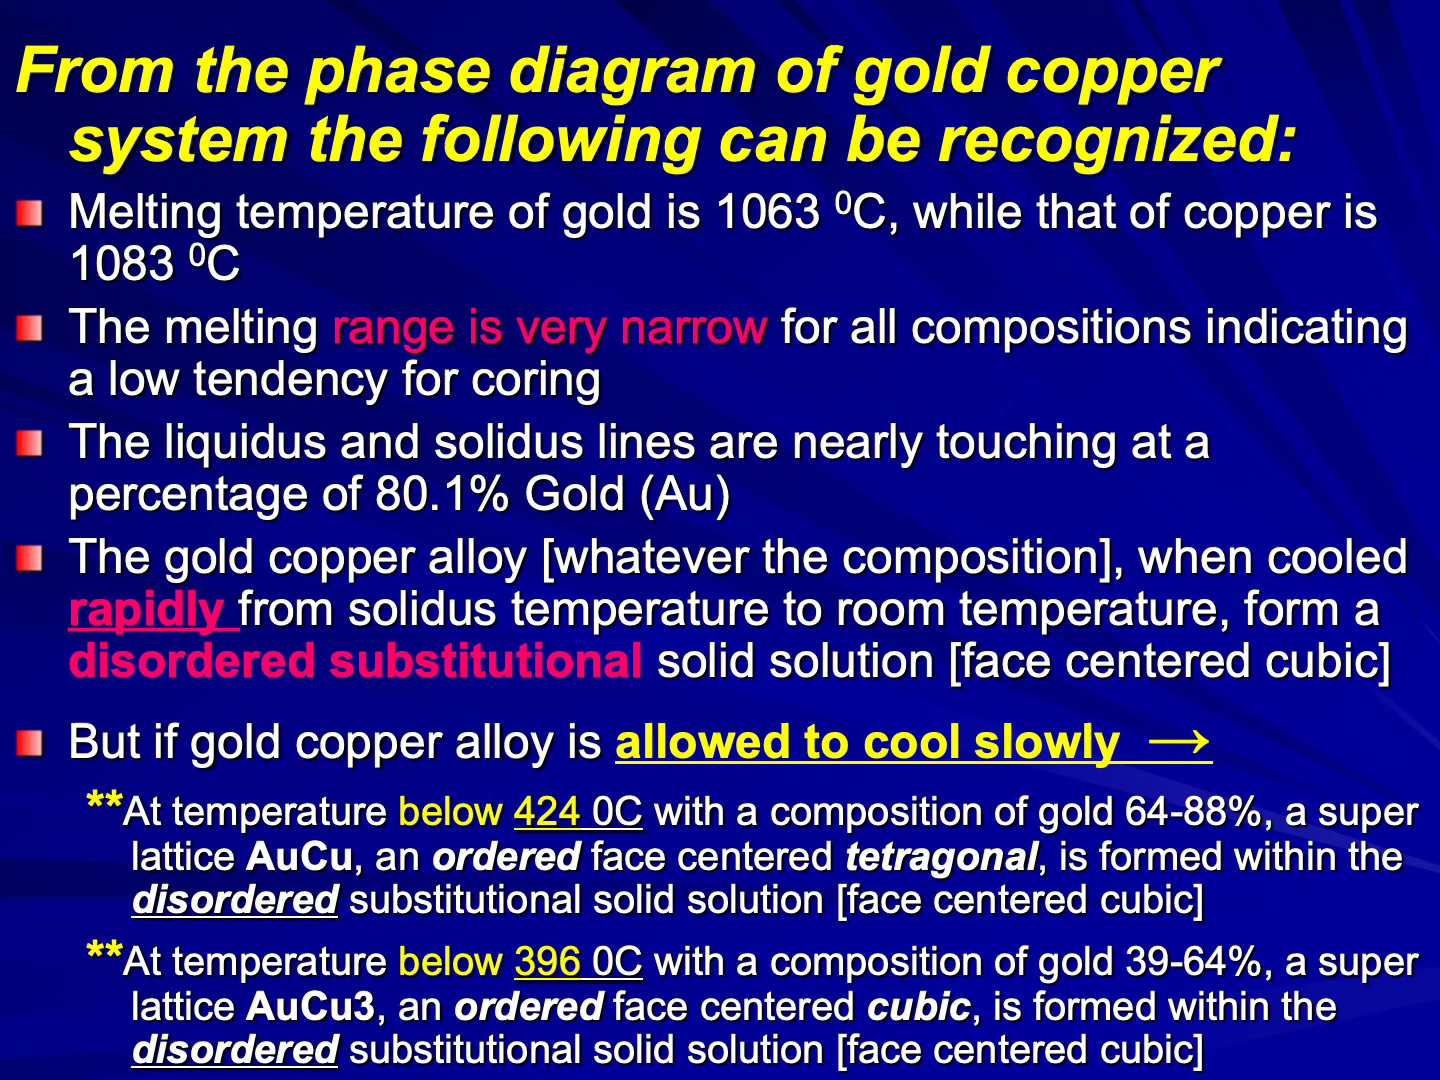 From the phase diagram of gold copper
system the following can be recognized:
Melting temperature of gold is 1063 ⁰C, while that of copper is
1083 ⁰C
The melting range is very narrow for all compositions indicating
a low tendency for coring
The liquidus and solidus lines are nearly touching at a
percentage of 80.1% Gold (Au)
The gold copper alloy [whatever the composition], when cooled
rapidly from solidus temperature to room temperature, form a
disordered substitutional solid solution [face centered cubic]
But if gold copper alloy is allowed to cool slowly →
**At temperature below 424 0C with a composition of gold 64-88%, a super
lattice AuCu, an ordered face centered tetragonal, is formed within the
disordered substitutional solid solution [face centered cubic]
**At temperature below 396 0C with a composition of gold 39-64%, a super
lattice AuCu3, an ordered face centered cubic, is formed within the
disordered substitutional solid solution [face centered cubic]